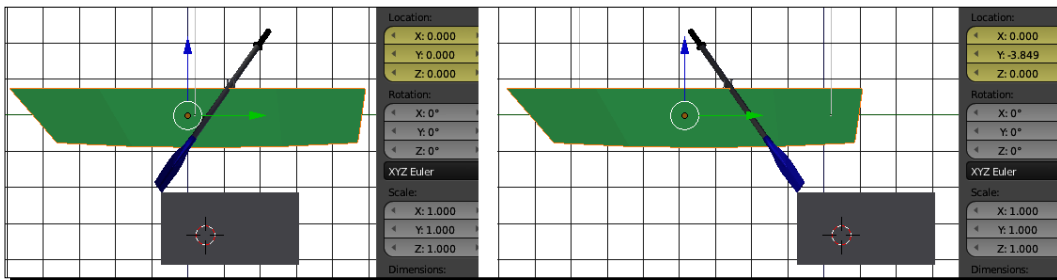 Location:
X: 0.000
Y: 0.000
Z: 0.000
Rotation:
X: 0°
Y: 0°
Z: 0°
XYZ Euler
Scale:
X: 1.000
Y: 1.000
Z: 1.000
Dimensions:
Location:
X: 0.000
Y: -3.849
Z: 0.000
Rotation:
X: 0°
Y: 0°
Z: 0°
XYZ Euler
Scale:
X: 1.000
Y: 1.000
Z: 1.000
Dimensions: